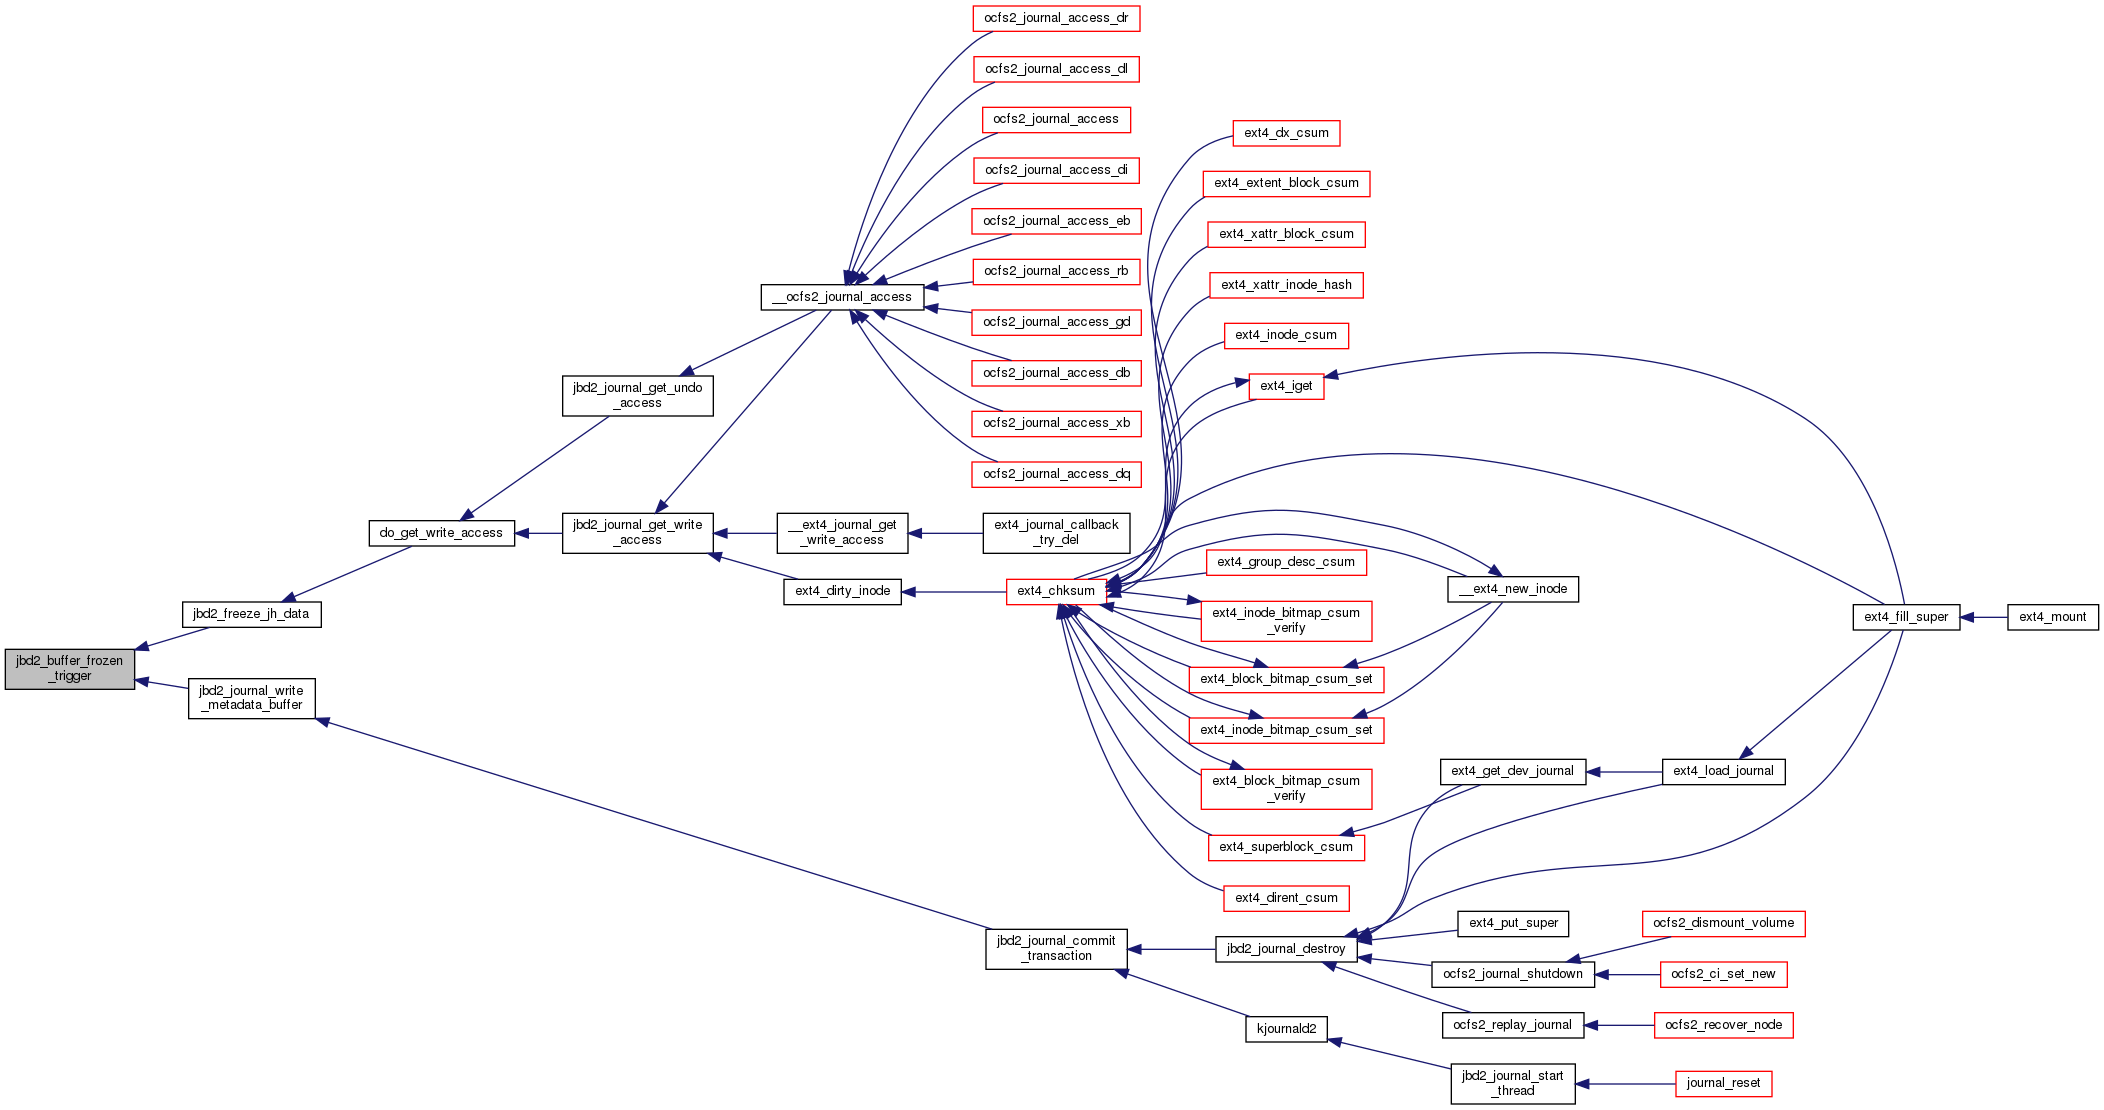 ocfs2_journal_access_dr
ocfs2_journal_access_dl
ocfs2_journal_access
ocfs2_journal_access_di
ocfs2_journal_access_eb
ocfs2_journal_access_rb
__ocfs2_journal_access
ocfs2_journal_access_gd
ocfs2_journal_access_db
ocfs2_journal_access_xb
ocfs2_journal_access_dq
jbd2_journal_get_undo
_access
do_get_write_access
jbd2_journal_get_write
_access
__ext4_journal_get
_write_access
ext4_journal_callback
_try_del
ext4_dirty_inode
ext4_chksum
jbd2_freeze_jh_data
jbd2_buffer_frozen
_trigger
jbd2_journal_write
_metadata_buffer
ext4_dx_csum
ext4_extent_block_csum
ext4_xattr_block_csum
ext4_xattr_inode_hash
ext4_inode_csum
ext4_iget
ext4_group_desc_csum
__ext4_new_inode
ext4_inode_bitmap_csum
_verify
ext4_fill_super
ext4_mount
ext4_block_bitmap_csum_set
ext4_inode_bitmap_csum_set
ext4_block_bitmap_csum
_verify
ext4_get_dev_journal
ext4_load_journal
ext4_superblock_csum
ext4_dirent_csum
jbd2_journal_commit
_transaction
jbd2_journal_destroy
ext4_put_super
ocfs2_journal_shutdown
ocfs2_dismount_volume
ocfs2_ci_set_new
ocfs2_replay_journal
ocfs2_recover_node
kjournald2
jbd2_journal_start
_thread
journal_reset